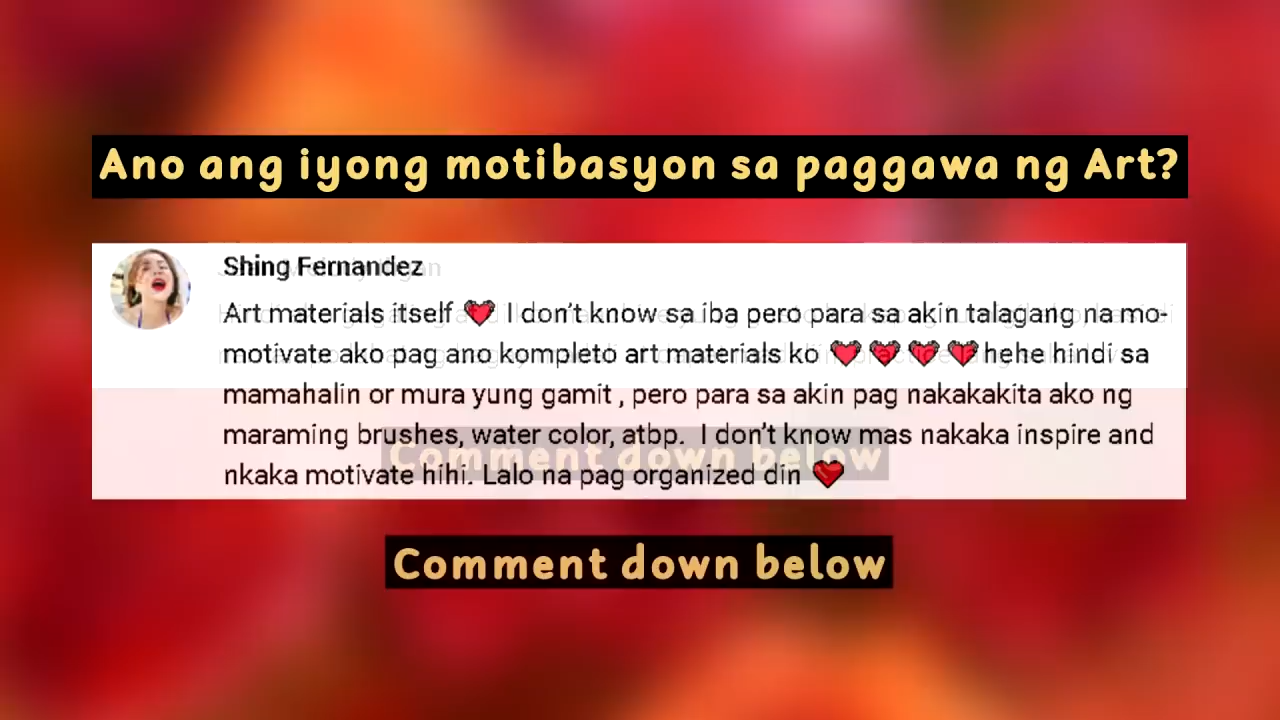 Ano ang iyong motibasyon sa paggawa ng Art?
Shing Fernandez
Art materials itself ❤ I don't know sa iba pero para sa akin talagang na mo-
motivate ako pag ano kompleto art materials ko ❤❤❤❤hehe hindi sa
mamahalin or mura yung gamit , pero para sa akin pag nakakakita ako ng
maraming brushes, water color, atbp. I don't know mas nakaka inspire and
nkaka motivate hihi. Lalo na pag organized din ❤
Comment down below
Comment down below